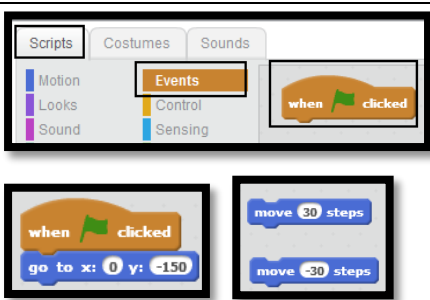 Scripts Costumes Sounds
Motion Events
Looks Control
Sound Sensing
when clicked
when clicked
go to x: 0 y: -150
move 30 steps
move -30 steps